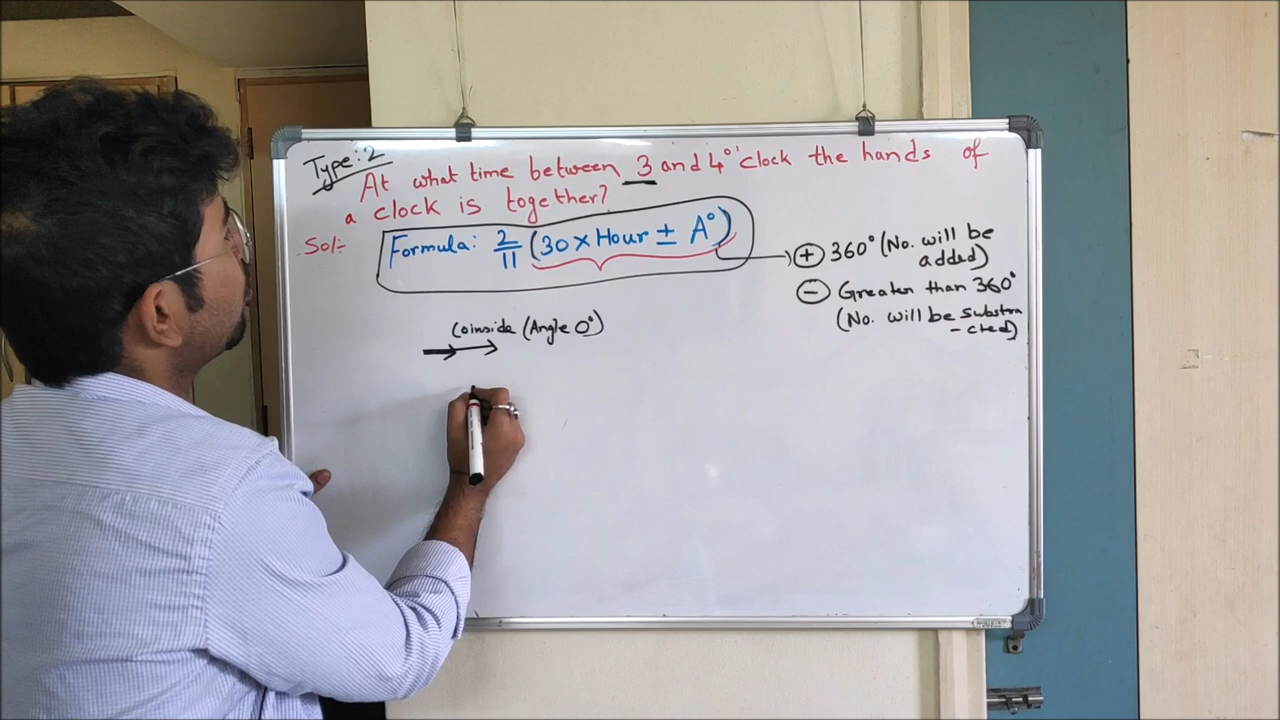 Type:2
At what time between 3 and 4°'clock the hands of
a clock is together?
Sol:-
Formula: 2/11 (30 × Hour ± A°)
+ 360° (No. will be
added)
− Greater than 360°
(No. will be substra
-cted)
Coinside (Angle 0°)